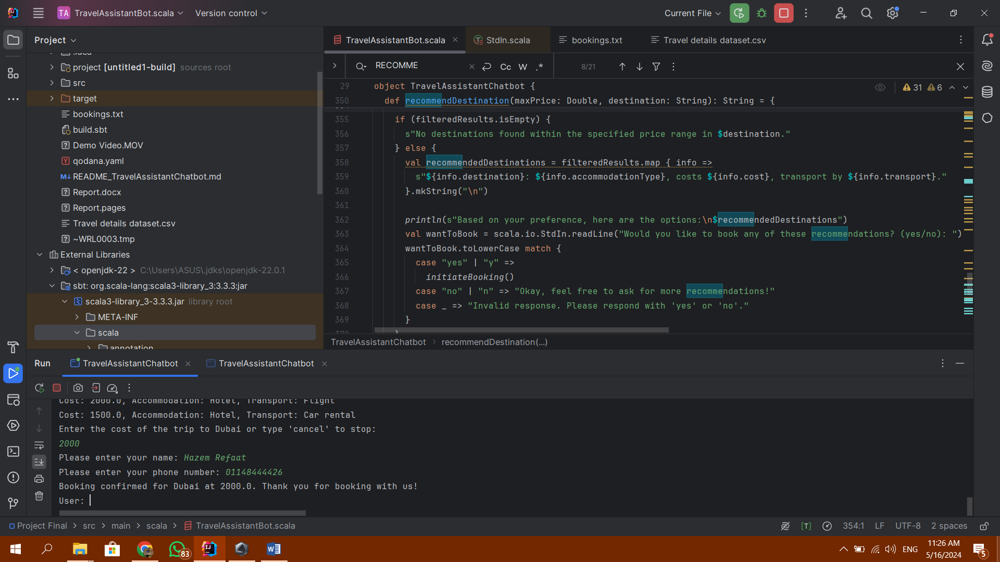 TA TravelAssistantBot.scala Version control Current File
Project
.idea
project [untitled1-build] sources root
src
target
bookings.txt
build.sbt
Demo Video.MOV
qodana.yaml
M↓ README_TravelAssistantChatbot.md
Report.docx
Report.pages
Travel details dataset.csv
~WRL0003.tmp
External Libraries
< openjdk-22 > C:\Users\ASUS\.jdks\openjdk-22.0.1
sbt: org.scala-lang:scala3-library_3:3.3.3:jar
scala3-library_3-3.3.3.jar library root
META-INF
scala
annotation
TravelAssistantBot.scala StdIn.scala bookings.txt Travel details dataset.csv
RECOMME Cc W .* 8/21
29 object TravelAssistantChatbot { 31 6
350 def recommendDestination(maxPrice: Double, destination: String): String = {
355 if (filteredResults.isEmpty) {
356 s"No destinations found within the specified price range in $destination."
357 } else {
358 val recommendedDestinations = filteredResults.map { info =>
359 s"${info.destination}: ${info.accommodationType}, costs ${info.cost}, transport by ${info.transport}."
360 }.mkString("\n")
361
362 println(s"Based on your preference, here are the options:\n$recommendedDestinations")
363 val wantToBook = scala.io.StdIn.readLine("Would you like to book any of these recommendations? (yes/no): ")
364 wantToBook.toLowerCase match {
365 case "yes" | "y" =>
366 initiateBooking()
367 case "no" | "n" => "Okay, feel free to ask for more recommendations!"
368 case _ => "Invalid response. Please respond with 'yes' or 'no'."
369 }
370 }
TravelAssistantChatbot > recommendDestination(...)
Run TravelAssistantChatbot TravelAssistantChatbot
Cost: 2000.0, Accommodation: Hotel, Transport: Flight
Cost: 1500.0, Accommodation: Hotel, Transport: Car rental
Enter the cost of the trip to Dubai or type 'cancel' to stop:
2000
Please enter your name: Hazem Refaat
Please enter your phone number: 01148444426
Booking confirmed for Dubai at 2000.0. Thank you for booking with us!
User:
Project Final > src > main > scala > TravelAssistantBot.scala [T] 354:1 LF UTF-8 2 spaces
83 ENG 11:26 AM
5/16/2024 5